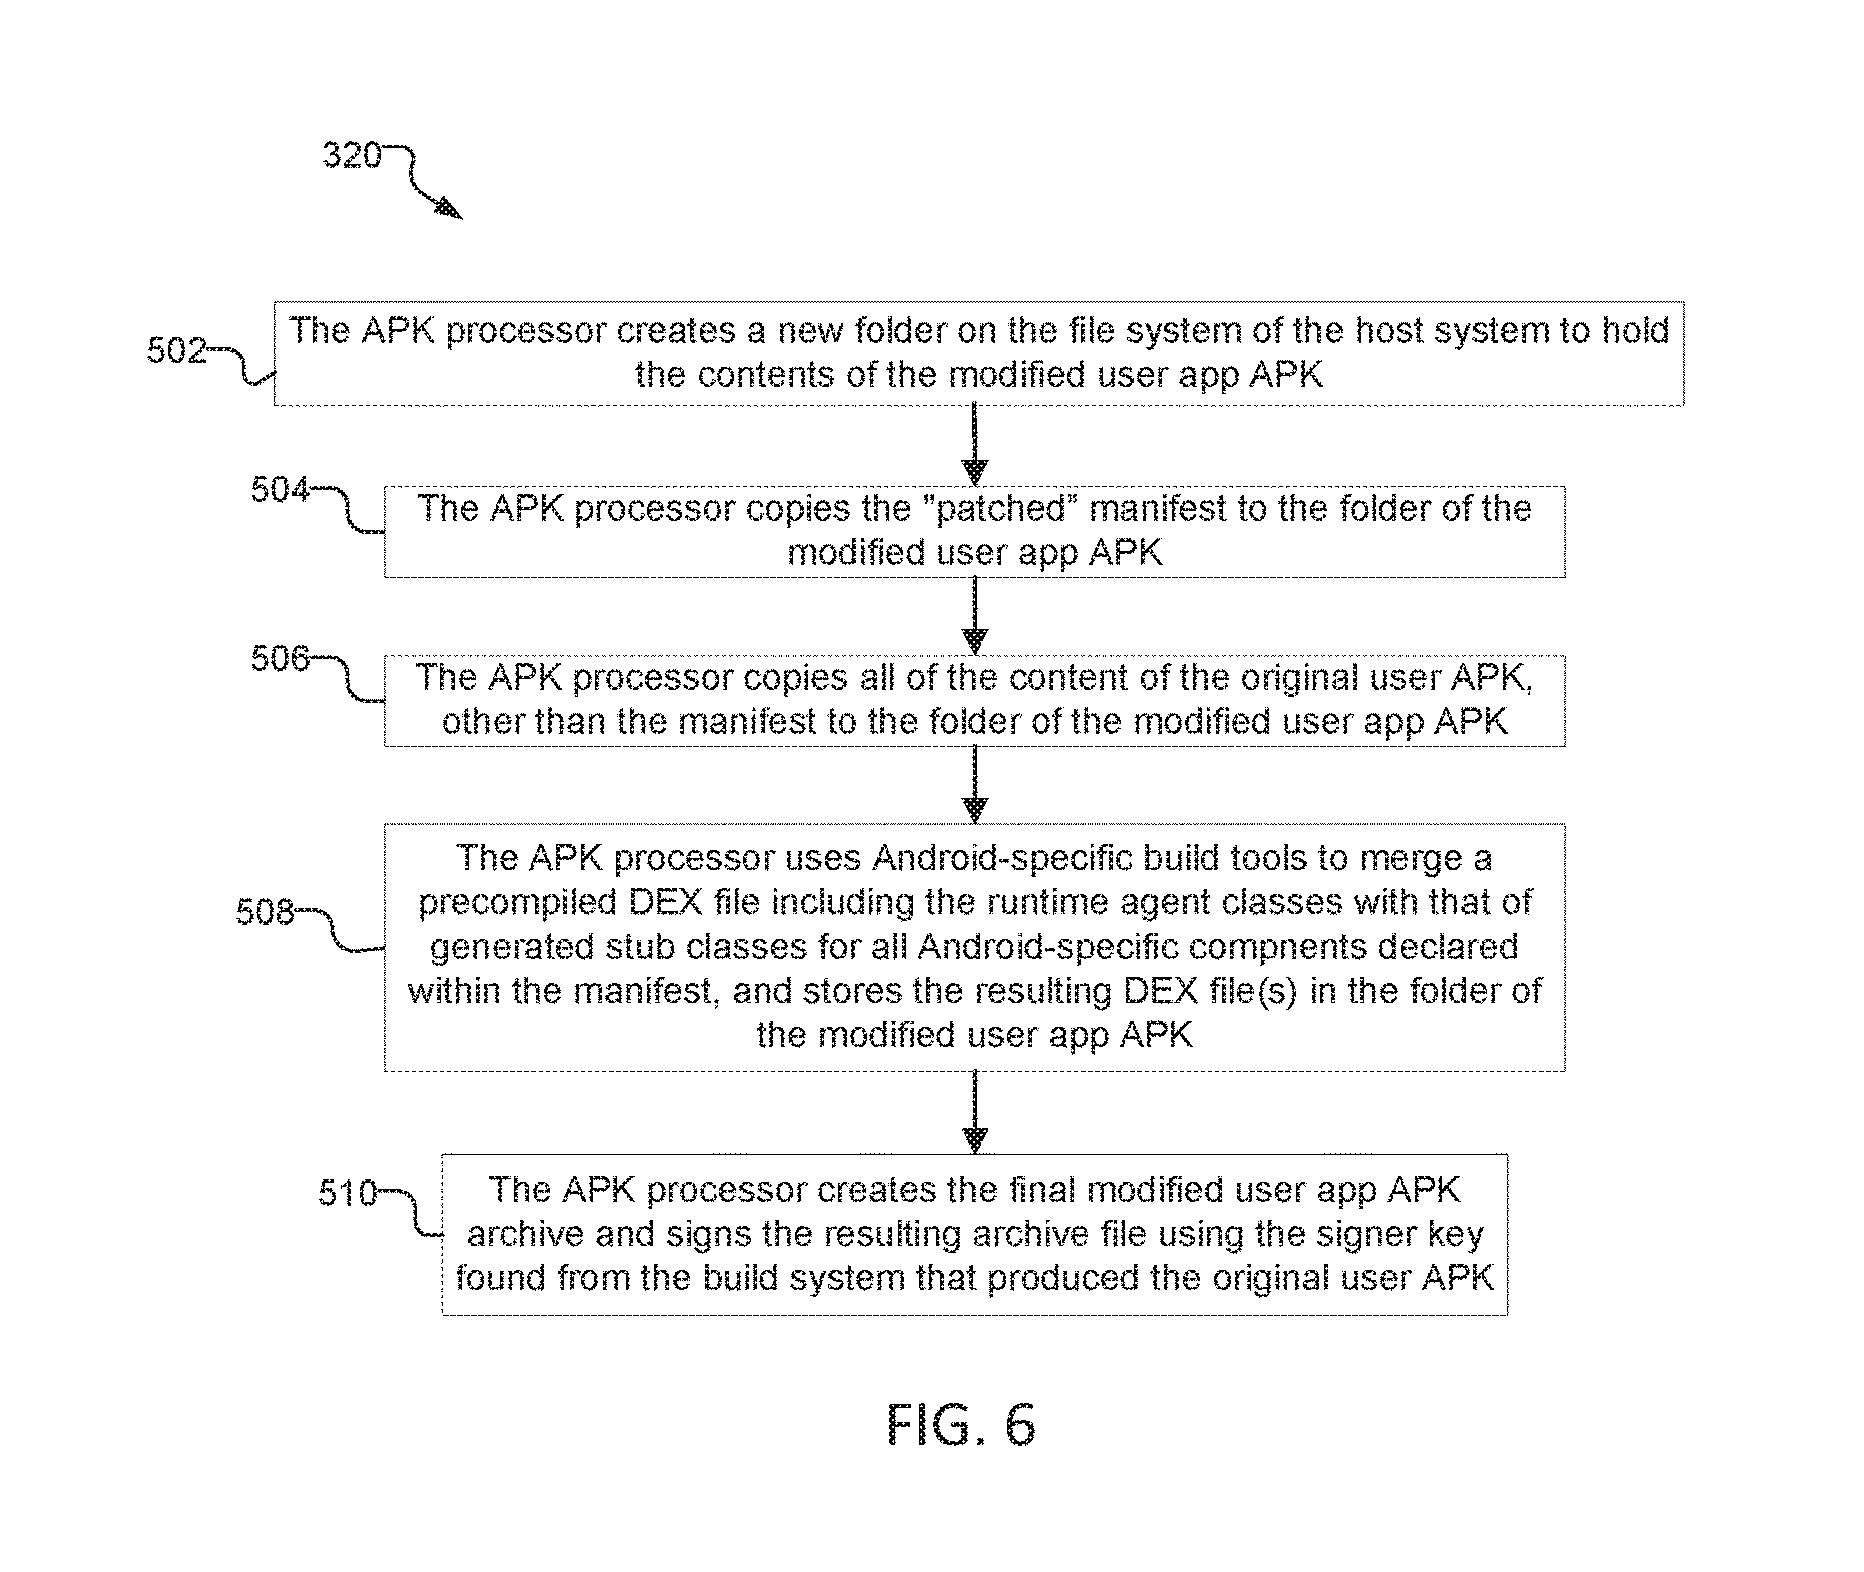 320
502
The APK processor creates a new folder on the file system of the host system to hold
the contents of the modified user app APK
504
The APK processor copies the "patched” manifest to the folder of the
modified user app APK
506
The APK processor copies all of the content of the original user APK,
other than the manifest to the folder of the modified user app APK
508
The APK processor uses Android-specific build tools to merge a
precompiled DEX file including the runtime agent classes with that of
generated stub classes for all Android-specific compnents declared
within the manifest, and stores the resulting DEX file(s) in the folder of
the modified user app APK
510
The APK processor creates the final modified user app APK
archive and signs the resulting archive file using the signer key
found from the build system that produced the original user APK
FIG. 6